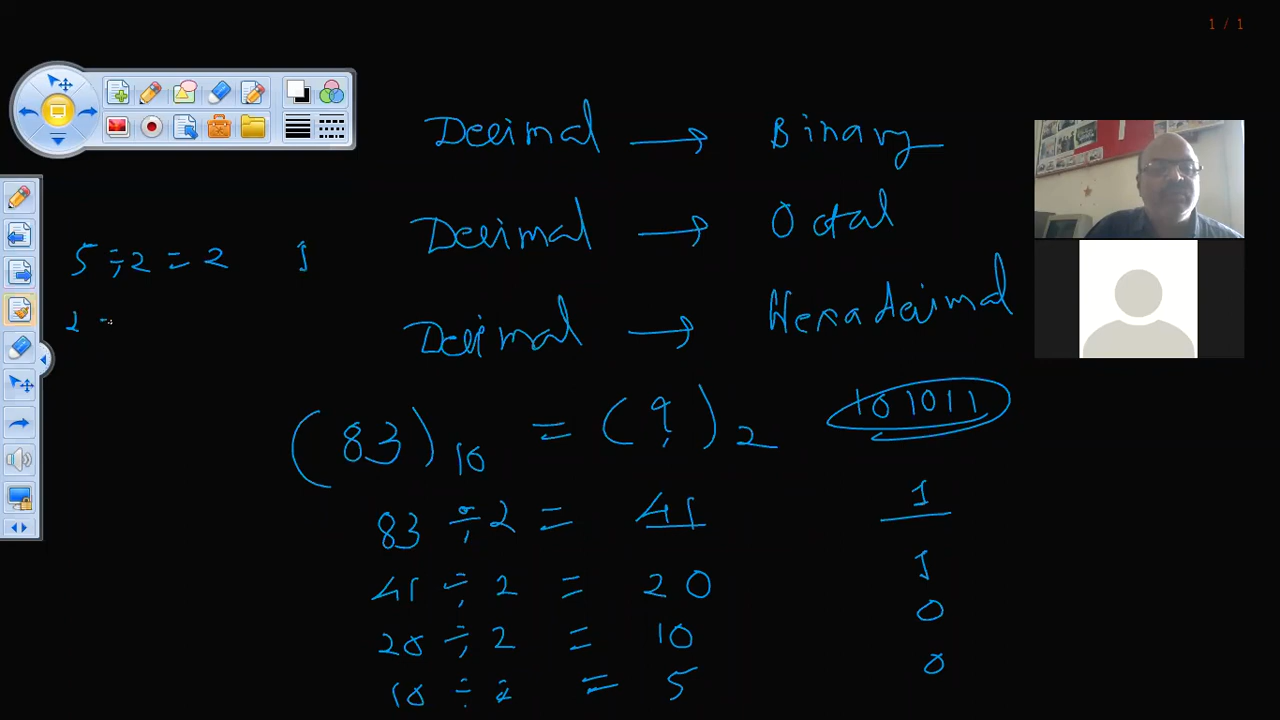 1 / 1
Decimal → Binary
Decimal → Octal
Decimal → Hexadecimal
5 ÷ 2 = 2 1
2 -
(83)10 = (?)2 101011
83 ÷ 2 = 41 1
41 ÷ 2 = 20 1
20 ÷ 2 = 10 0
10 ÷ 2 = 5 0